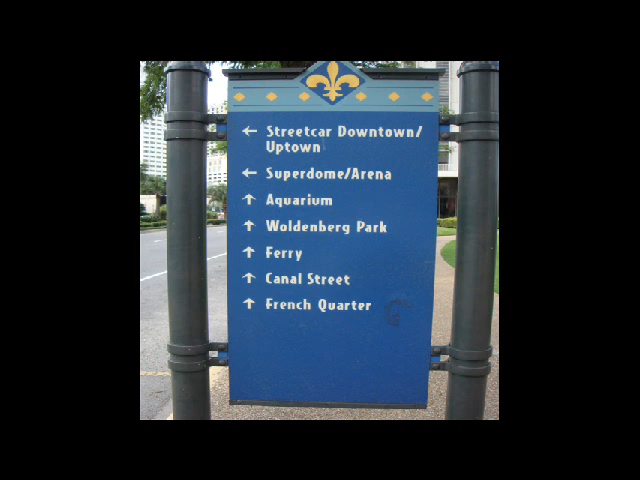 ← Streetcar Downtown/
Uptown
← Superdome/Arena
↑ Aquarium
↑ Woldenberg Park
↑ Ferry
↑ Canal Street
↑ French Quarter